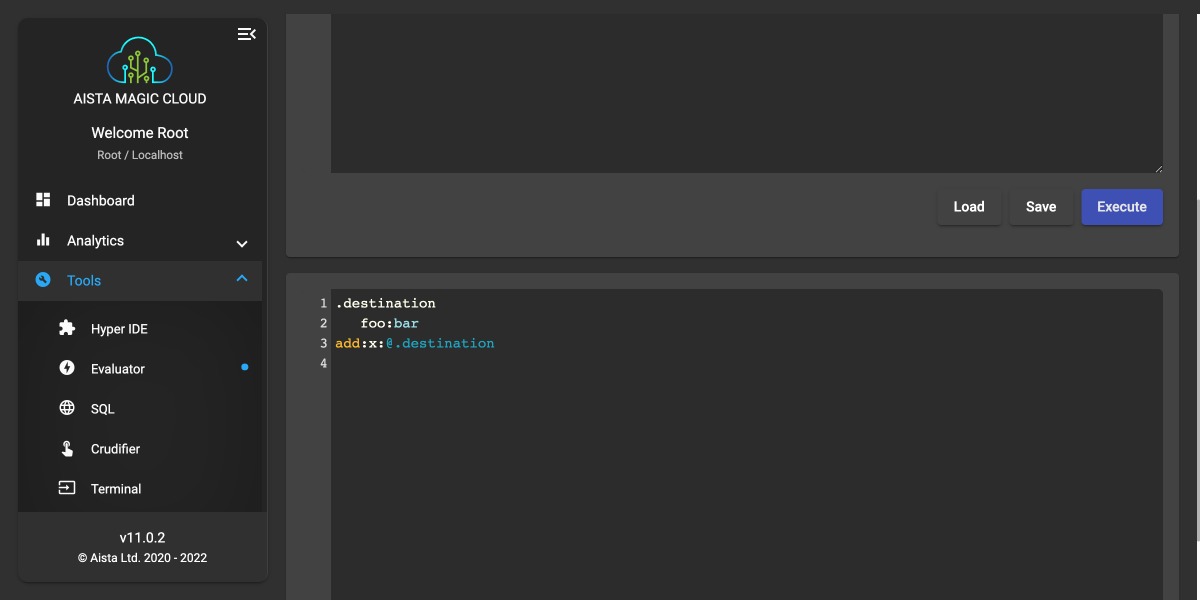 AISTA MAGIC CLOUD
Welcome Root
Root / Localhost
Dashboard
Analytics
Tools
Hyper IDE
Evaluator
SQL
Crudifier
Terminal
v11.0.2
© Aista Ltd. 2020 - 2022
Load Save Execute
1 .destination
2    foo:bar
3 add:x:@.destination
4